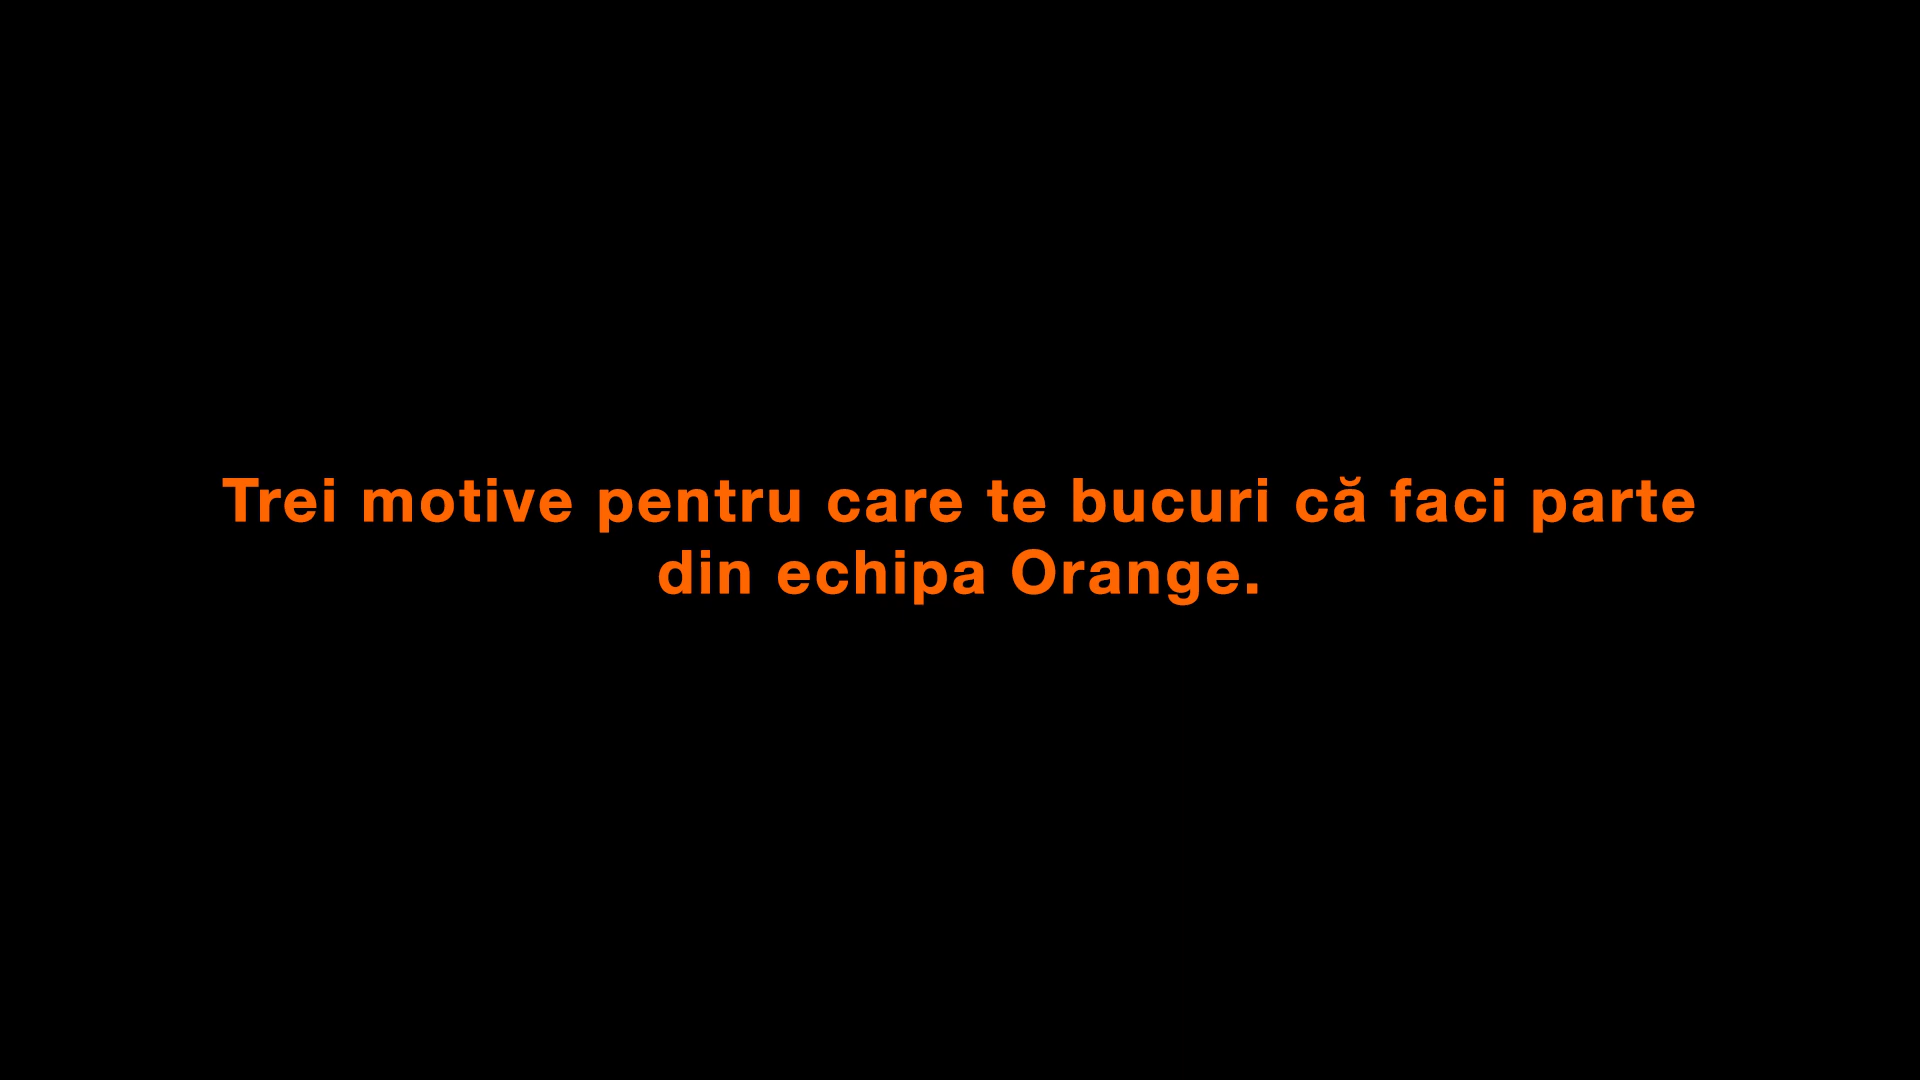 Trei motive pentru care te bucuri că faci parte
din echipa Orange.